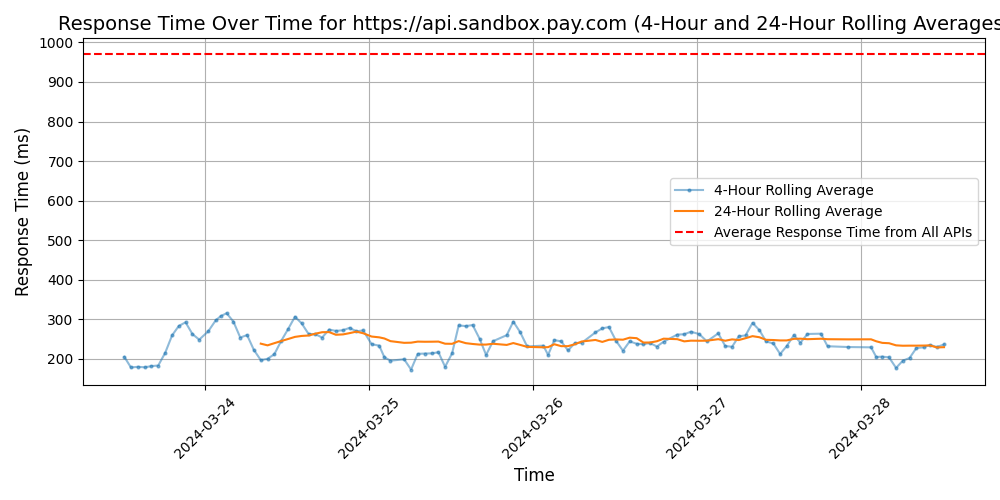 Response Time Over Time for https://api.sandbox.pay.com (4-Hour and 24-Hour Rolling Averages
1000
900
800
700
600
500
400
300
200
Response Time (ms)
4-Hour Rolling Average
24-Hour Rolling Average
Average Response Time from All APIs
2024-03-24
2024-03-25
2024-03-26
2024-03-27
2024-03-28
Time